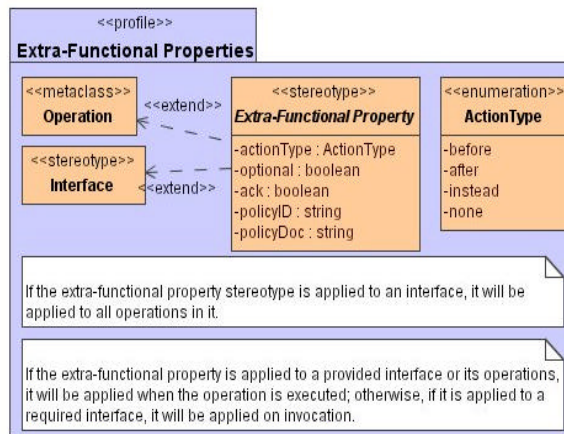 <<profile>>
Extra-Functional Properties
<<metaclass>>
Operation
<<extend>>
<<stereotype>>
Interface
<<extend>>
<<stereotype>>
Extra-Functional Property
-actionType : ActionType
-optional : boolean
-ack : boolean
-policyID : string
-policyDoc : string
<<enumeration>>
ActionType
-before
-after
-instead
-none
If the extra-functional property stereotype is applied to an interface, it will be
applied to all operations in it.
If the extra-functional property is applied to a provided interface or its operations,
it will be applied when the operation is executed; otherwise, if it is applied to a
required interface, it will be applied on invocation.